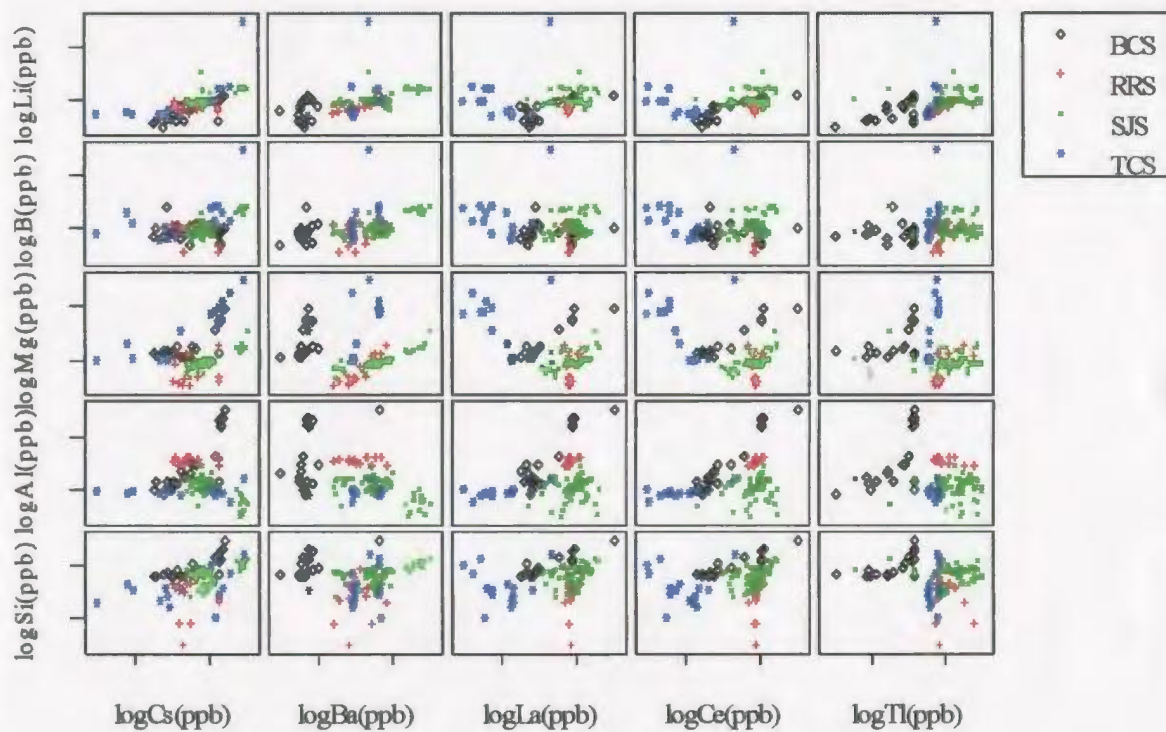 logLi(ppb)
logB(ppb)
logMg(ppb)
logAl(ppb)
logSi(ppb)
logCs(ppb)
logBa(ppb)
logLa(ppb)
logCe(ppb)
logTl(ppb)
BCS
RRS
SJS
TCS